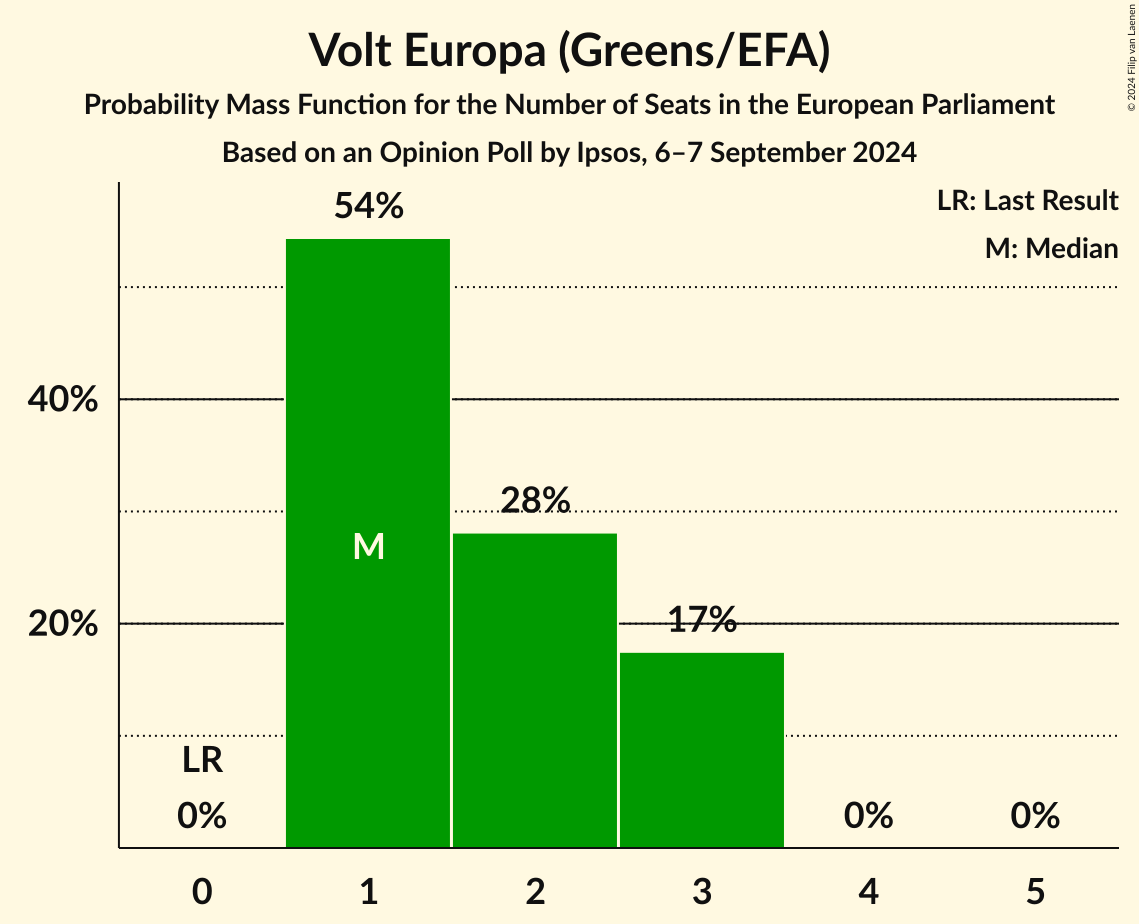 Volt Europa (Greens/EFA)
Probability Mass Function for the Number of Seats in the European Parliament
Based on an Opinion Poll by Ipsos, 6–7 September 2024
© 2024 Filip van Laenen
LR: Last Result
M: Median
54%
40%
28%
M
20%
17%
LR
0%
0%
0%
0 1 2 3 4 5